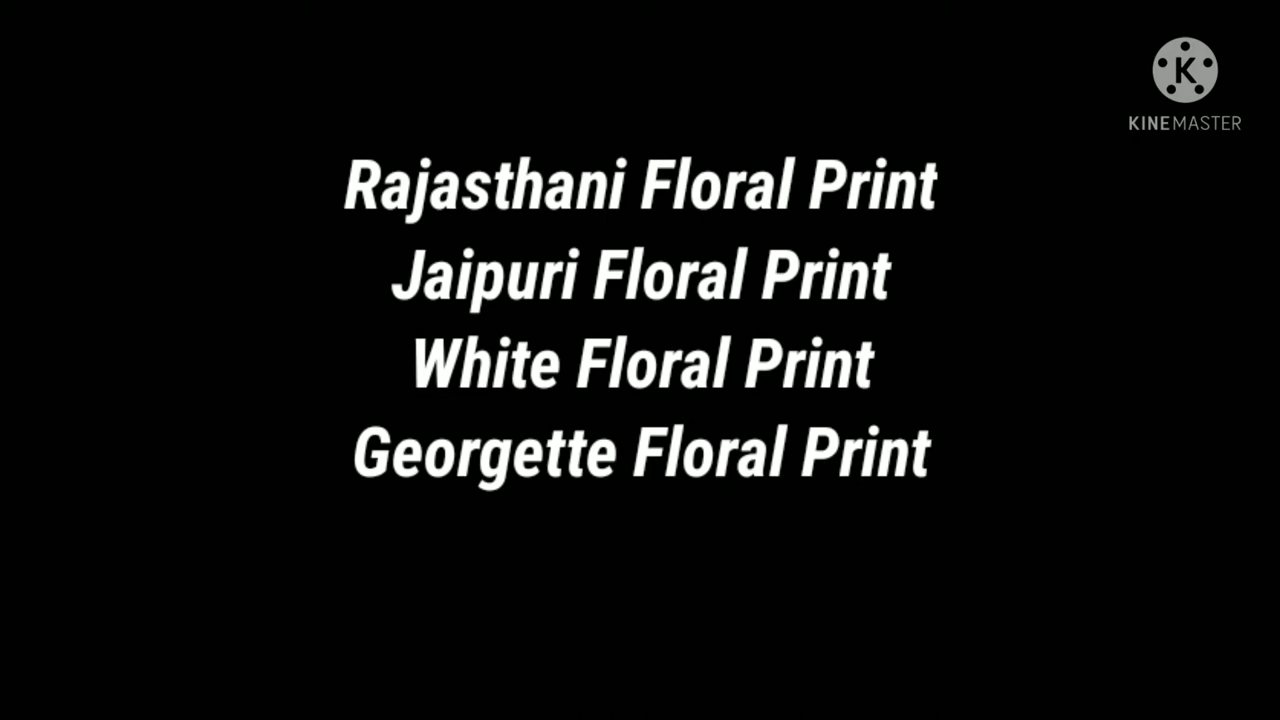 K
KINEMASTER
Rajasthani Floral Print
Jaipuri Floral Print
White Floral Print
Georgette Floral Print